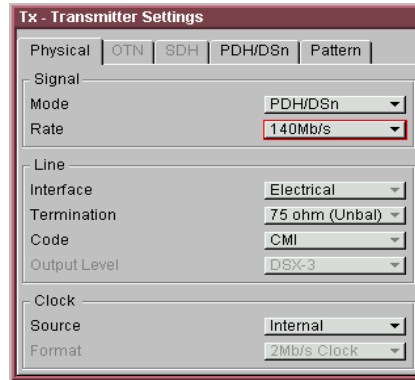 Tx - Transmitter Settings
Physical OTN SDH PDH/DSn Pattern
Signal
Mode PDH/DSn
Rate 140Mb/s
Line
Interface Electrical
Termination 75 ohm (Unbal)
Code CMI
Output Level DSX-3
Clock
Source Internal
Format 2Mb/s Clock